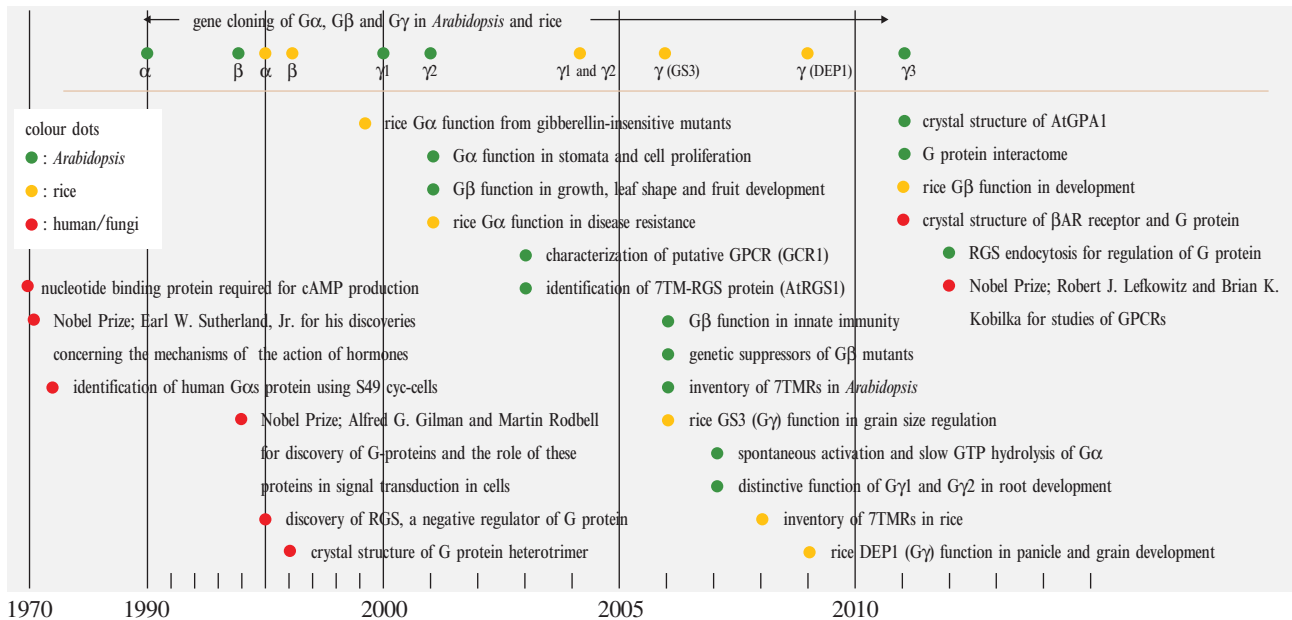 gene cloning of Gα, Gβ and Gγ in Arabidopsis and rice
α β α β γ1 γ2 γ1 and γ2 γ (GS3) γ (DEP1) γ3
colour dots
: Arabidopsis
: rice
: human/fungi
nucleotide binding protein required for cAMP production
Nobel Prize; Earl W. Sutherland, Jr. for his discoveries
concerning the mechanisms of the action of hormones
identification of human Gαs protein using S49 cyc-cells
Nobel Prize; Alfred G. Gilman and Martin Rodbell
for discovery of G-proteins and the role of these
proteins in signal transduction in cells
discovery of RGS, a negative regulator of G protein
crystal structure of G protein heterotrimer
rice Gα function from gibberellin-insensitive mutants
Gα function in stomata and cell proliferation
Gβ function in growth, leaf shape and fruit development
rice Gα function in disease resistance
characterization of putative GPCR (GCR1)
identification of 7TM-RGS protein (AtRGS1)
Gβ function in innate immunity
genetic suppressors of Gβ mutants
inventory of 7TMRs in Arabidopsis
rice GS3 (Gγ) function in grain size regulation
spontaneous activation and slow GTP hydrolysis of Gα
distinctive function of Gγ1 and Gγ2 in root development
inventory of 7TMRs in rice
rice DEP1 (Gγ) function in panicle and grain development
crystal structure of AtGPA1
G protein interactome
rice Gβ function in development
crystal structure of βAR receptor and G protein
RGS endocytosis for regulation of G protein
Nobel Prize; Robert J. Lefkowitz and Brian K.
Kobilka for studies of GPCRs
1970 1990 2000 2005 2010